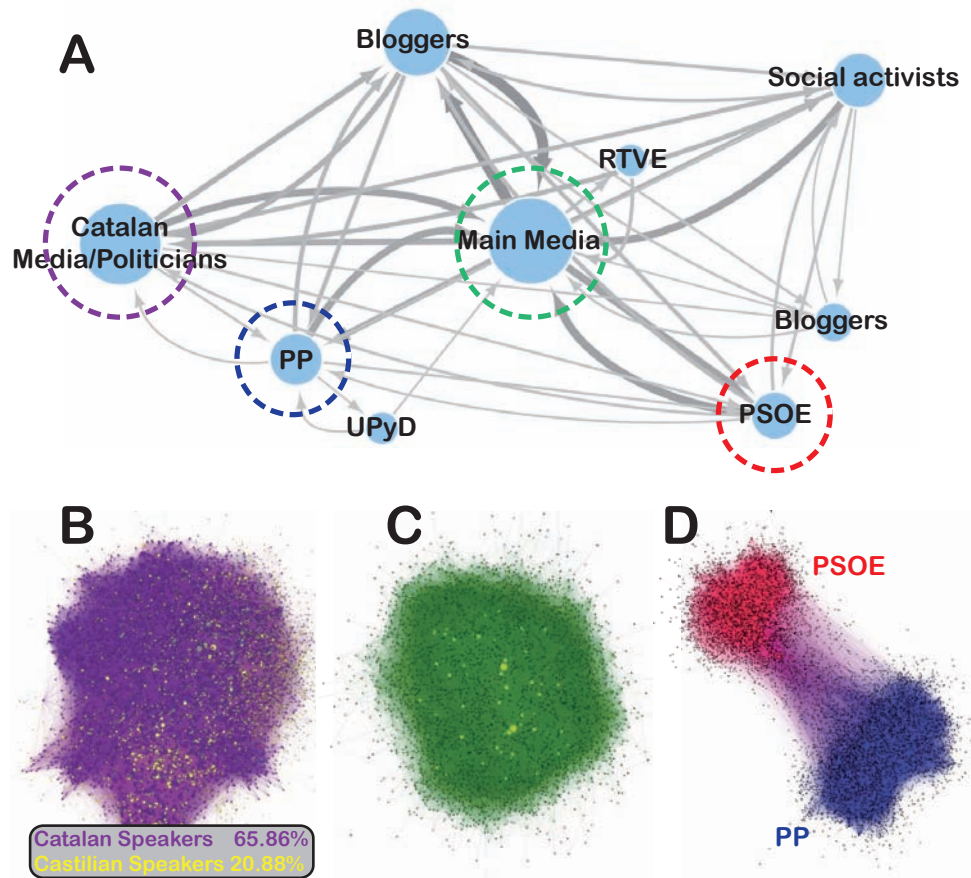 A
Bloggers
Social activists
RTVE
Catalan
Media/Politicians
Main Media
Bloggers
PP
PSOE
UPyD
B
C
D
PSOE
PP
Catalan Speakers 65.86%
Castilian Speakers 20.88%